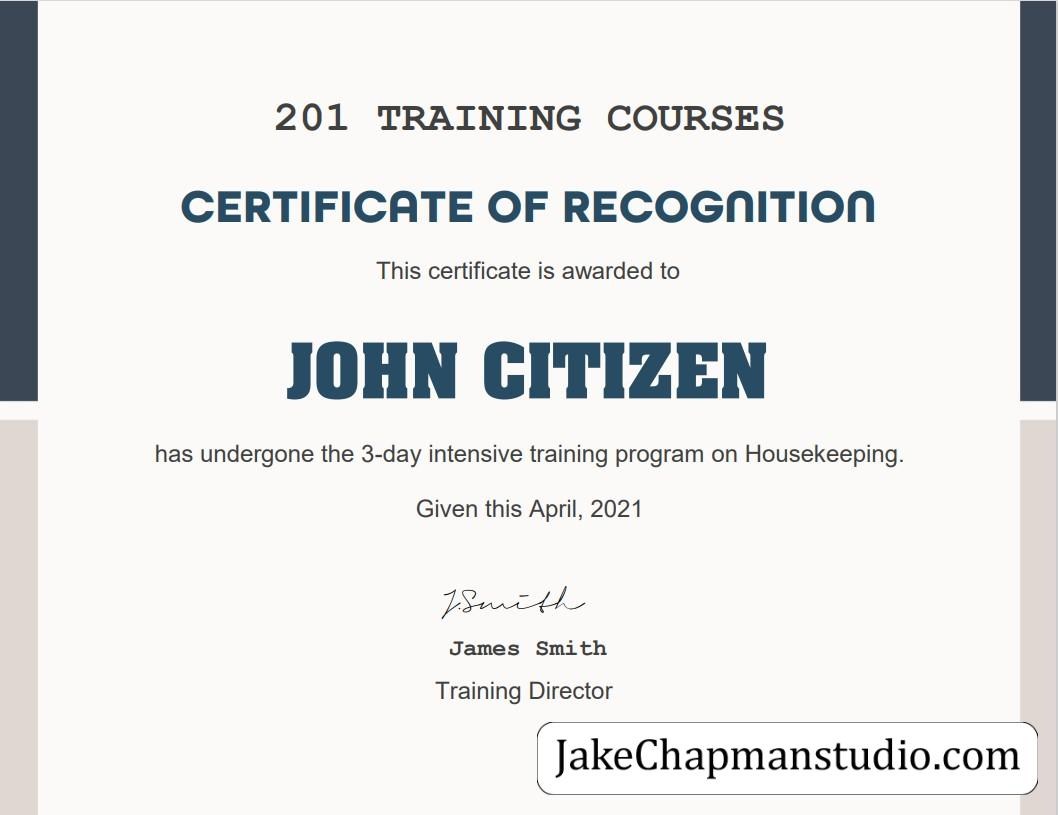 201 TRAINING COURSES
CERTIFICATE OF RECOGNITION
This certificate is awarded to
JOHN CITIZEN
has undergone the 3-day intensive training program on Housekeeping.
Given this April, 2021
J.Smith
James Smith
Training Director
JakeChapmanstudio.com